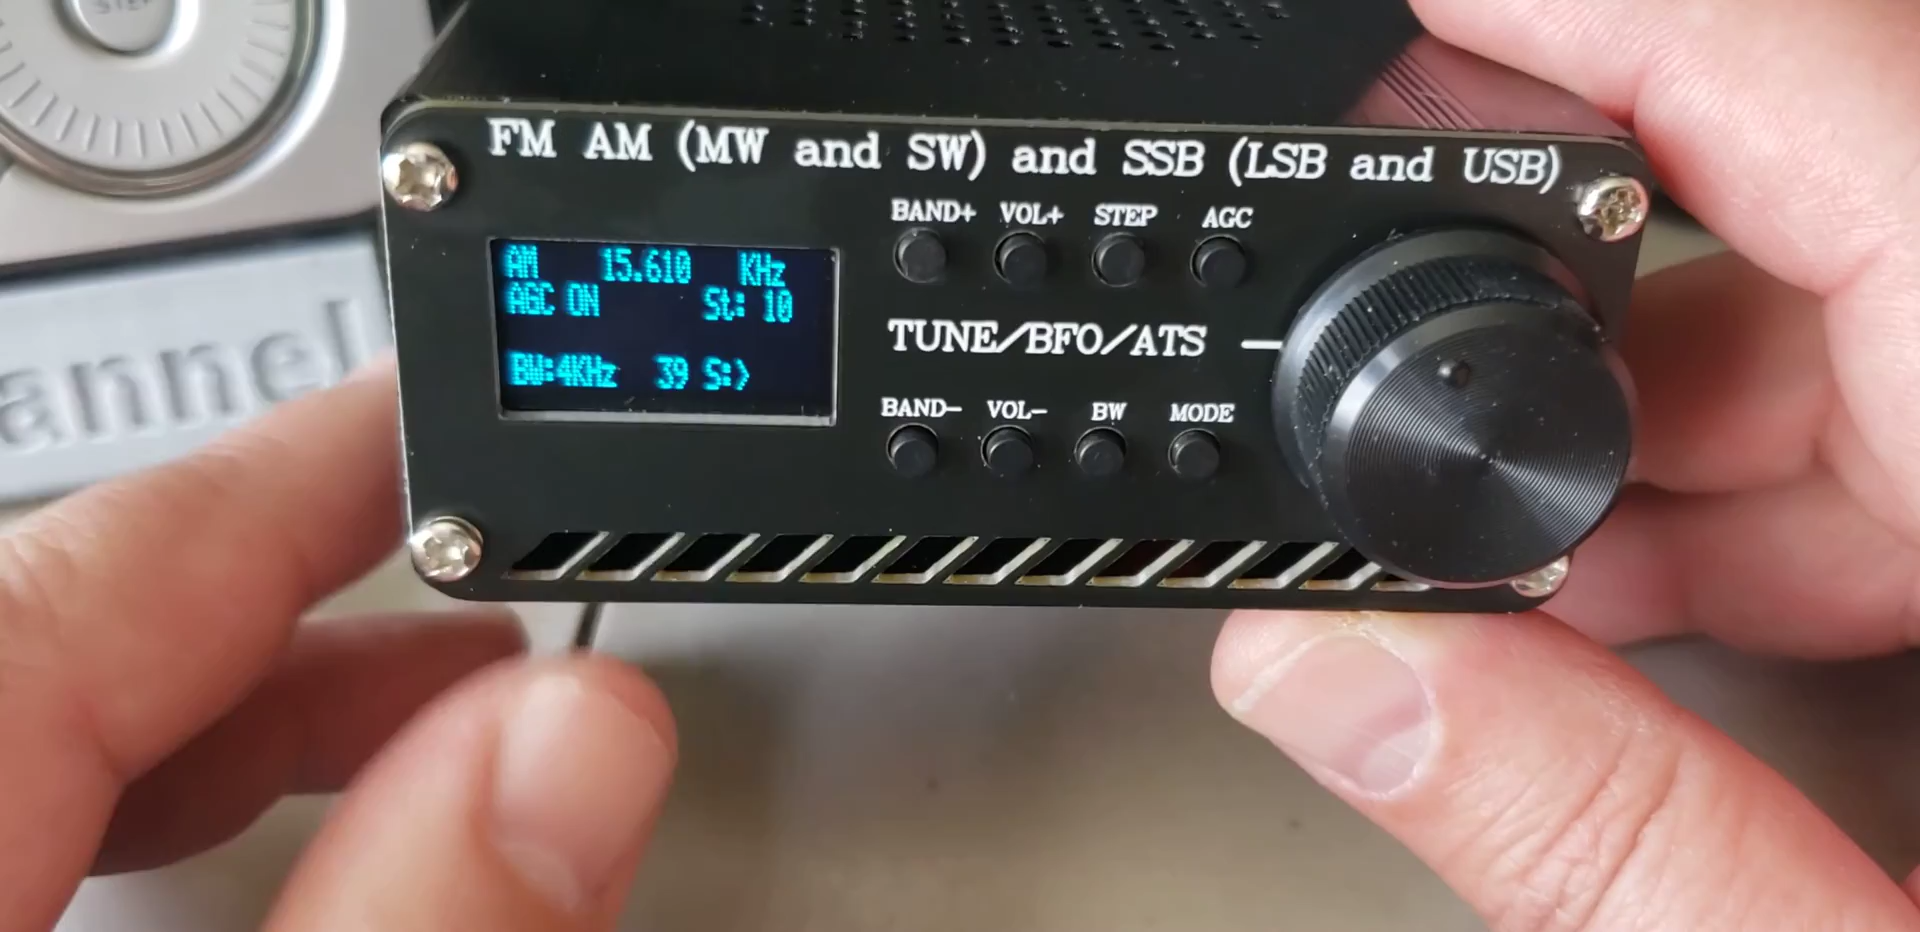 STEP
FM AM (MW and SW) and SSB (LSB and USB)
BAND+ VOL+ STEP AGC
AM 15.610 KHz
AGC ON St: 10
BW:4KHz 39 S:>
TUNE/BFO/ATS
BAND- VOL- BW MODE
annel